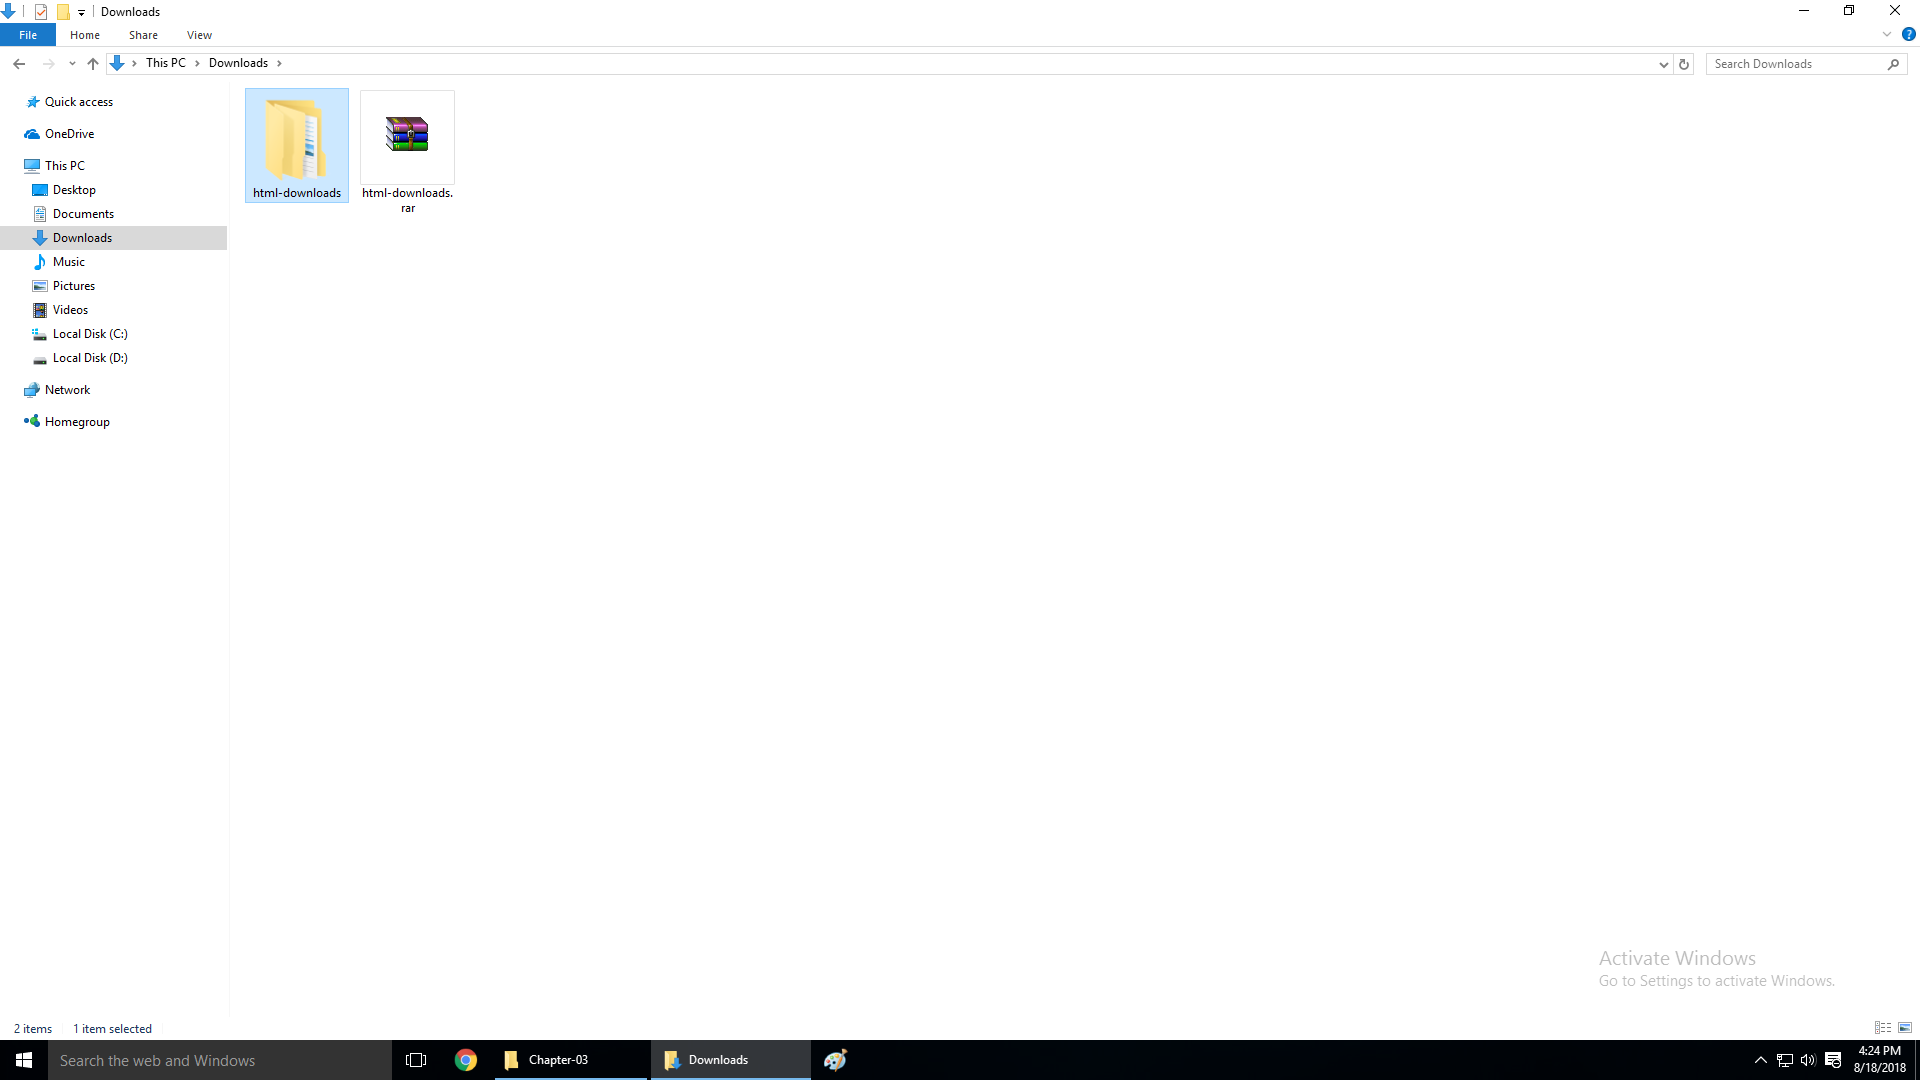 Downloads
File Home Share View
This PC Downloads
Search Downloads
Quick access
OneDrive
This PC
Desktop
Documents
Downloads
Music
Pictures
Videos
Local Disk (C:)
Local Disk (D:)
Network
Homegroup
html-downloads
html-downloads.
rar
Activate Windows
Go to Settings to activate Windows.
2 items 1 item selected
Search the web and Windows
Chapter-03
Downloads
4:24 PM
8/18/2018